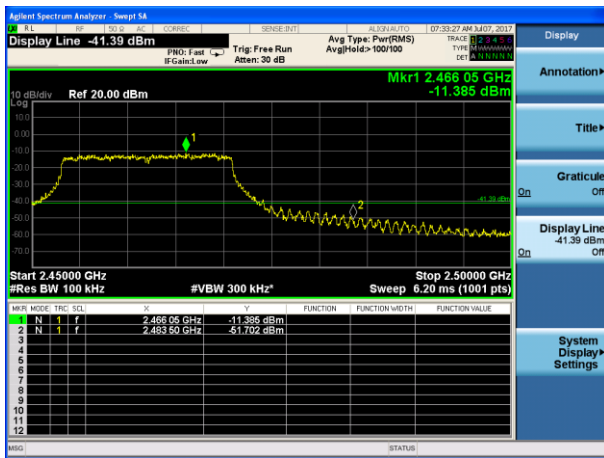 Agilent Spectrum Analyzer - Swept SA
RL RF 50 Ω AC CORREC SENSE:INT ALIGNAUTO 07:33:27 AM Jul 07, 2017
Display Line -41.39 dBm
PNO: Fast
IFGain:Low
Trig: Free Run
Atten: 30 dB
Avg Type: Pwr(RMS)
Avg|Hold:>100/100
TRACE 1 2 3 4 5 6
TYPE M
DET A N N N N N
Mkr1 2.466 05 GHz
-11.385 dBm
10 dB/div Ref 20.00 dBm
Log
10.0
0.00
-10.0
-20.0
-30.0
-40.0
-50.0
-60.0
-70.0
1
2
-41.39 dBm
Start 2.45000 GHz Stop 2.50000 GHz
#Res BW 100 kHz #VBW 300 kHz* Sweep 6.20 ms (1001 pts)
MKR MODE TRC SCL X Y FUNCTION FUNCTION WIDTH FUNCTION VALUE
1 N 1 f 2.466 05 GHz -11.385 dBm
2 N 1 f 2.483 50 GHz -51.702 dBm
3
4
5
6
7
8
9
10
11
12
MSG STATUS
Display
Annotation
Title
Graticule
On Off
Display Line
-41.39 dBm
On Off
System
Display
Settings